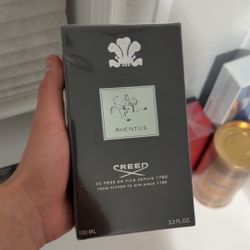 AVENTUS
CREED
DE PÈRE EN FILS DEPUIS 1760
FROM FATHER TO SON SINCE 1760
100 ML
3.3 FL.OZ.